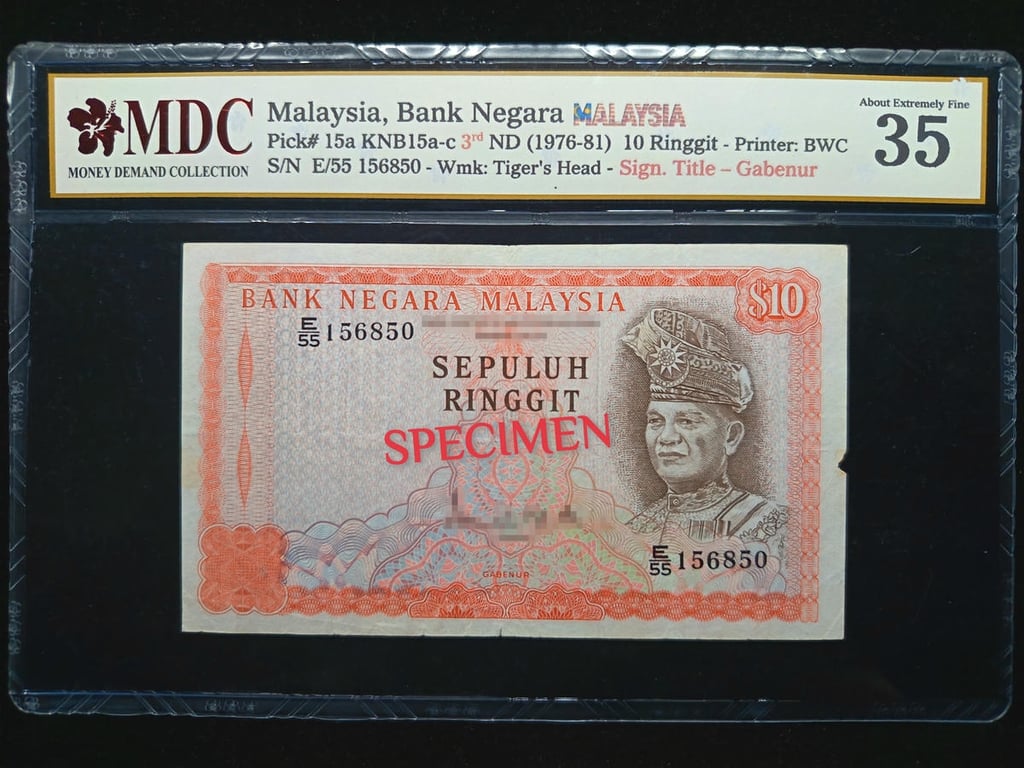 MDC
MONEY DEMAND COLLECTION
Malaysia, Bank Negara MALAYSIA
Pick# 15a KNB15a-c 3rd ND (1976-81) 10 Ringgit - Printer: BWC
S/N E/55 156850 - Wmk: Tiger's Head - Sign. Title – Gabenur
About Extremely Fine
35
BANK NEGARA MALAYSIA
$10
E/55 156850
SEPULUH
RINGGIT
SPECIMEN
E/55 156850
GABENUR